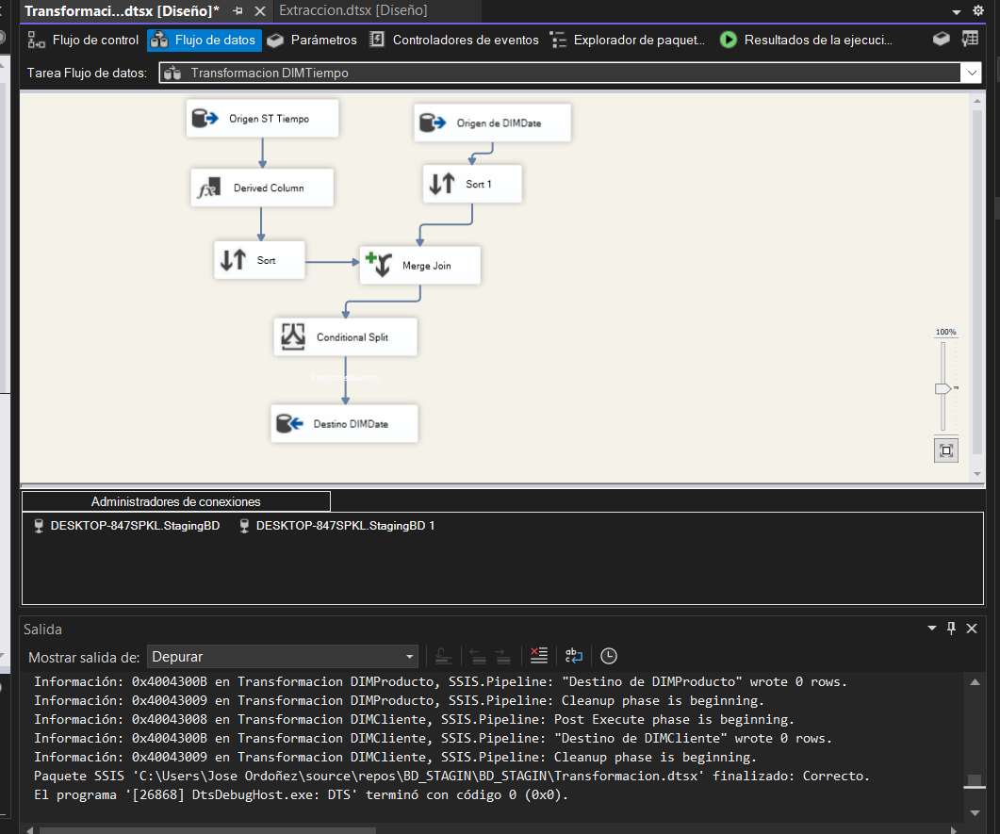 Transformaci...dtsx [Diseño]*
Extraccion.dtsx [Diseño]
Flujo de control
Flujo de datos
Parámetros
Controladores de eventos
Explorador de paquet...
Resultados de la ejecuci...
Tarea Flujo de datos:
Transformacion DIMTiempo
Origen ST Tiempo
Origen de DIMDate
Derived Column
Sort 1
Sort
Merge Join
Conditional Split
100%
Destino DIMDate
Administradores de conexiones
DESKTOP-847SPKL.StagingBD
DESKTOP-847SPKL.StagingBD 1
Salida
Mostrar salida de:
Depurar
Información: 0x4004300B en Transformacion DIMProducto, SSIS.Pipeline: "Destino de DIMProducto" wrote 0 rows.
Información: 0x40043009 en Transformacion DIMProducto, SSIS.Pipeline: Cleanup phase is beginning.
Información: 0x40043008 en Transformacion DIMCliente, SSIS.Pipeline: Post Execute phase is beginning.
Información: 0x4004300B en Transformacion DIMCliente, SSIS.Pipeline: "Destino de DIMCliente" wrote 0 rows.
Información: 0x40043009 en Transformacion DIMCliente, SSIS.Pipeline: Cleanup phase is beginning.
Paquete SSIS 'C:\Users\Jose Ordoñez\source\repos\BD_STAGIN\BD_STAGIN\Transformacion.dtsx' finalizado: Correcto.
El programa '[26868] DtsDebugHost.exe: DTS' terminó con código 0 (0x0).